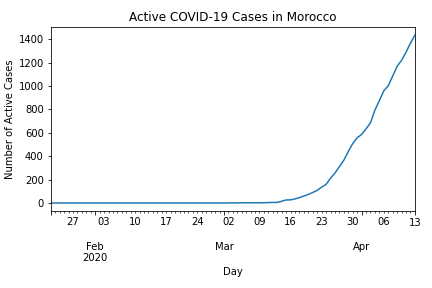 Active COVID-19 Cases in Morocco
Number of Active Cases
1400
1200
1000
800
600
400
200
0
27 03 10 17 24 02 09 16 23 30 06 13
Feb Mar Apr
2020
Day